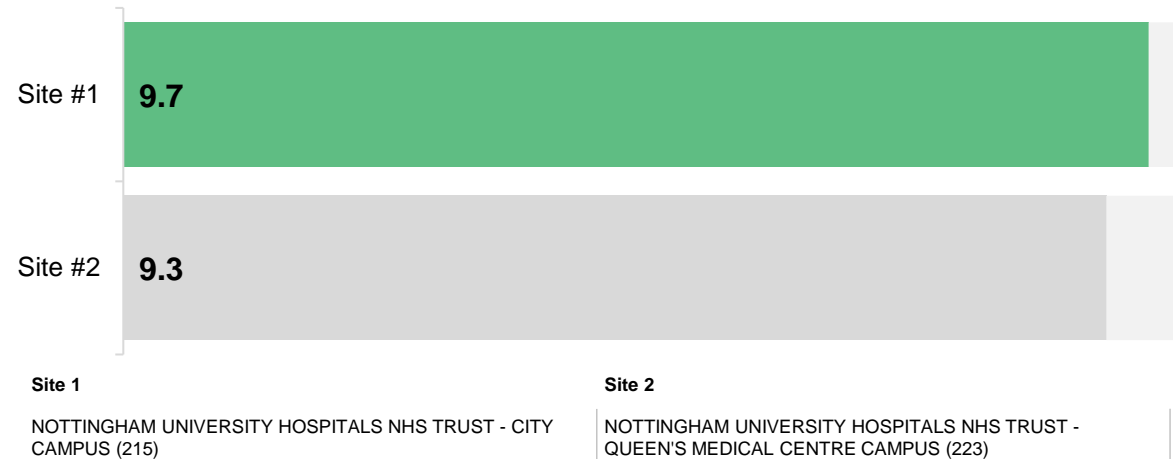 Site #1
9.7
Site #2
9.3
Site 1
Site 2
NOTTINGHAM UNIVERSITY HOSPITALS NHS TRUST - CITY
CAMPUS (215)
NOTTINGHAM UNIVERSITY HOSPITALS NHS TRUST -
QUEEN'S MEDICAL CENTRE CAMPUS (223)